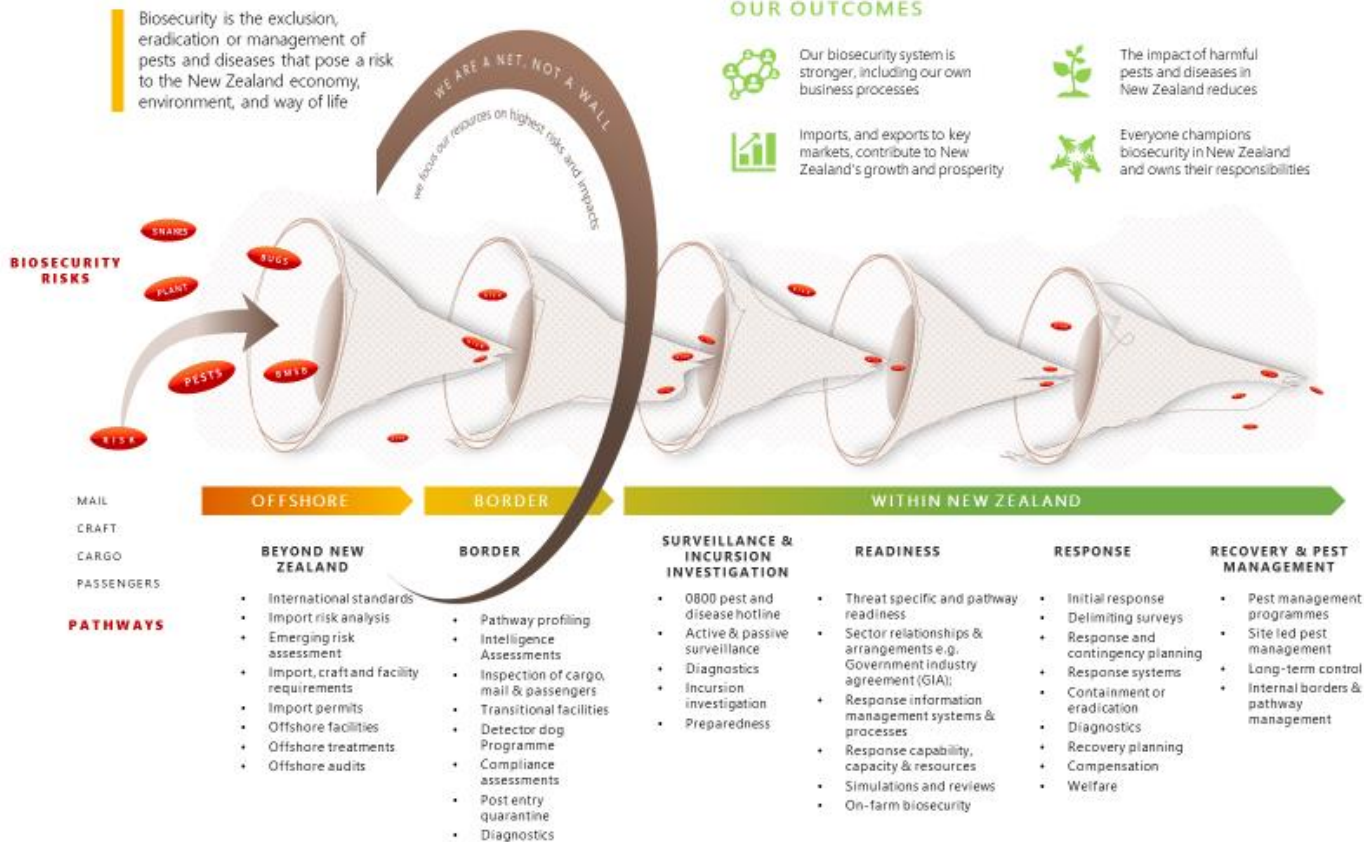 Biosecurity is the exclusion,
eradication or management of
pests and diseases that pose a risk
to the New Zealand economy,
environment, and way of life
WE ARE A NET, NOT A WALL
we focus our resources on highest risks and impacts
OUR OUTCOMES
Our biosecurity system is
stronger, including our own
business processes
The impact of harmful
pests and diseases in
New Zealand reduces
Imports, and exports to key
markets, contribute to New
Zealand's growth and prosperity
Everyone champions
biosecurity in New Zealand
and owns their responsibilities
BIOSECURITY
RISKS
SNAKES
BUGS
PLANT
PESTS
BMSB
RISK
RISK
RISK
RISK
MAIL
CRAFT
CARGO
PASSENGERS
PATHWAYS
OFFSHORE
BORDER
WITHIN NEW ZEALAND
BEYOND NEW
ZEALAND
• International standards
• Import risk analysis
• Emerging risk
assessment
• Import, craft and facility
requirements
• Import permits
• Offshore facilities
• Offshore treatments
• Offshore audits
BORDER
• Pathway profiling
• Intelligence
Assessments
• Inspection of cargo,
mail & passengers
• Transitional facilities
• Detector dog
Programme
• Compliance
assessments
• Post entry
quarantine
• Diagnostics
SURVEILLANCE &
INCURSION
INVESTIGATION
• 0800 pest and
disease hotline
• Active & passive
surveillance
• Diagnostics
• Incursion
investigation
• Preparedness
READINESS
• Threat specific and pathway
readiness
• Sector relationships &
arrangements e.g.
Government industry
agreement (GIA);
• Response information
management systems &
processes
• Response capability,
capacity & resources
• Simulations and reviews
• On-farm biosecurity
RESPONSE
• Initial response
• Delimiting surveys
• Response and
contingency planning
• Response systems
• Containment or
eradication
• Diagnostics
• Recovery planning
• Compensation
• Welfare
RECOVERY & PEST
MANAGEMENT
• Pest management
programmes
• Site led pest
management
• Long-term control
• Internal borders &
pathway
management